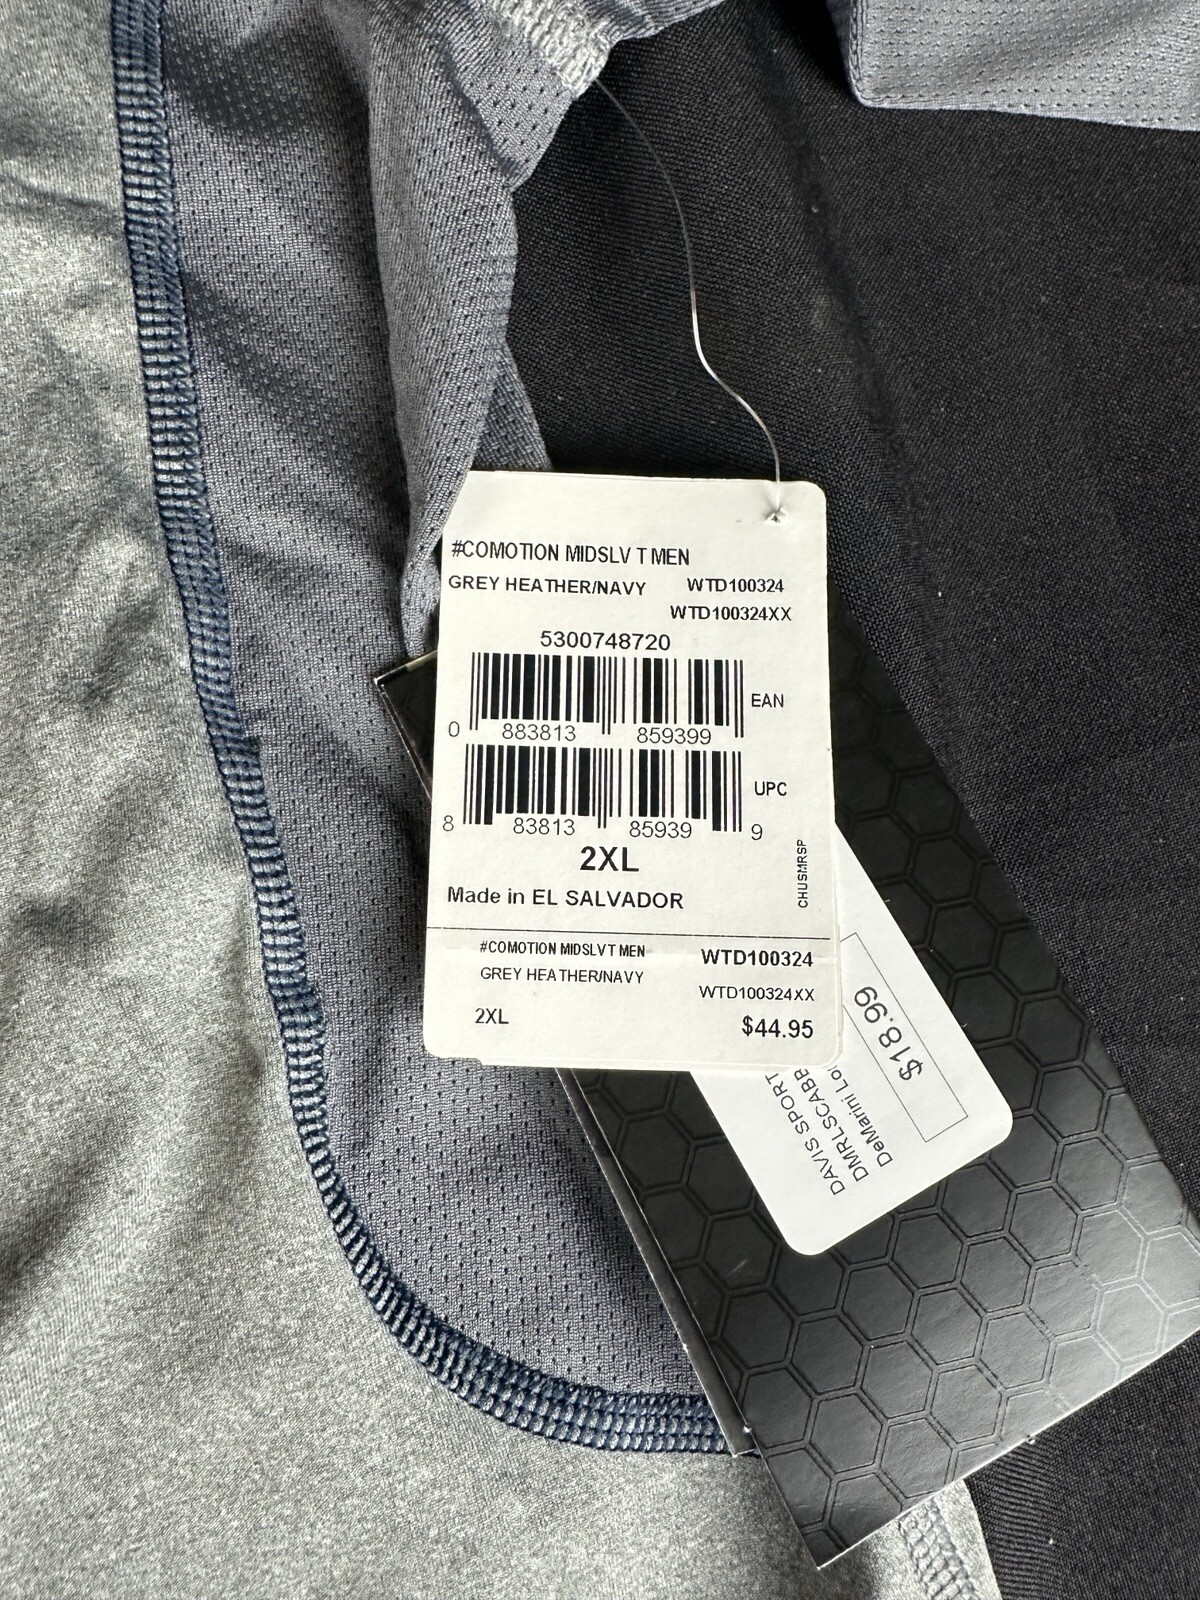 #COMOTION MIDSLV T MEN
GREY HEATHER/NAVY WTD100324
WTD100324XX
5300748720
EAN
0 883813 859399
UPC
8 83813 85939 9
2XL
CHUSMRSP
Made in EL SALVADOR
#COMOTION MIDSLV T MEN WTD100324
GREY HEATHER/NAVY WTD100324XX
2XL $44.95
DAVIS SPORT
DMRLSCABB
DeMarini Lo
$18.99